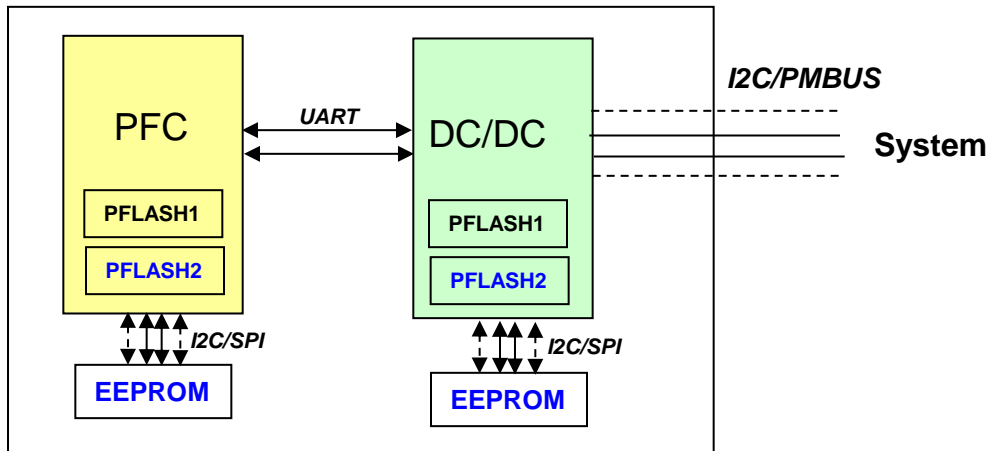 I2C/PMBUS
PFC
UART
DC/DC
System
PFLASH1
PFLASH1
PFLASH2
PFLASH2
I2C/SPI
I2C/SPI
EEPROM
EEPROM